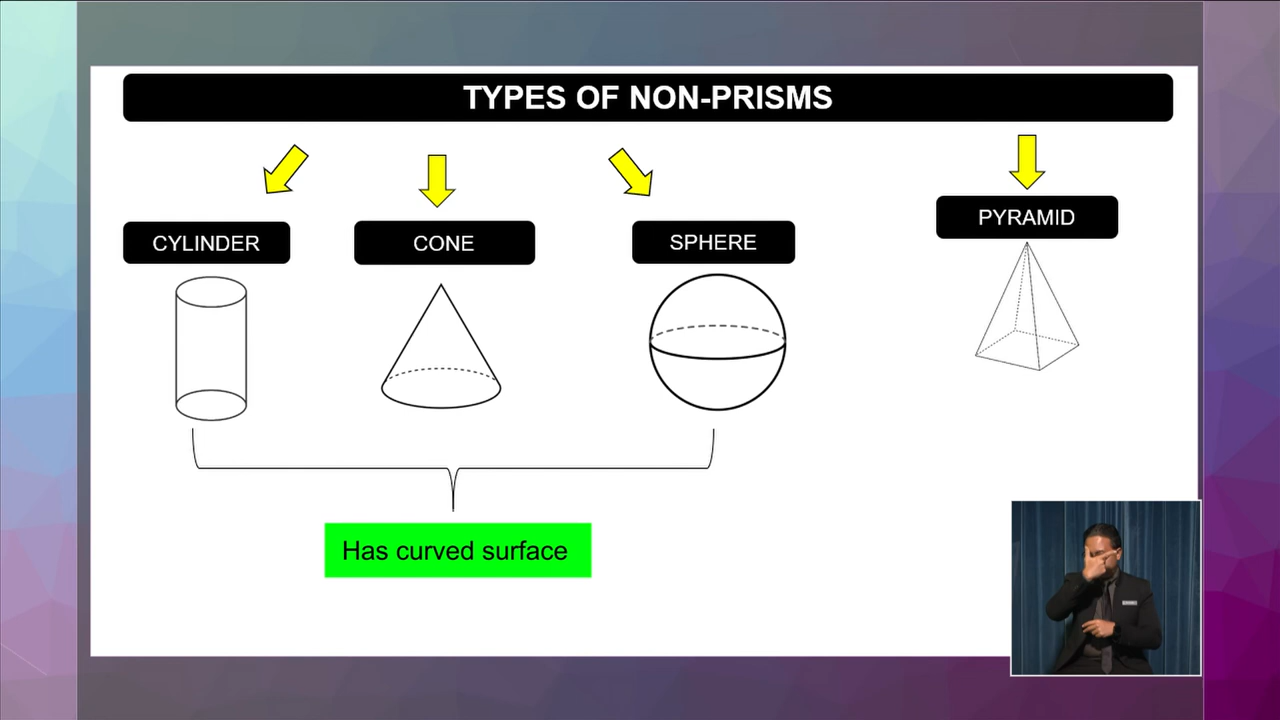 TYPES OF NON-PRISMS
CYLINDER
CONE
SPHERE
PYRAMID
Has curved surface